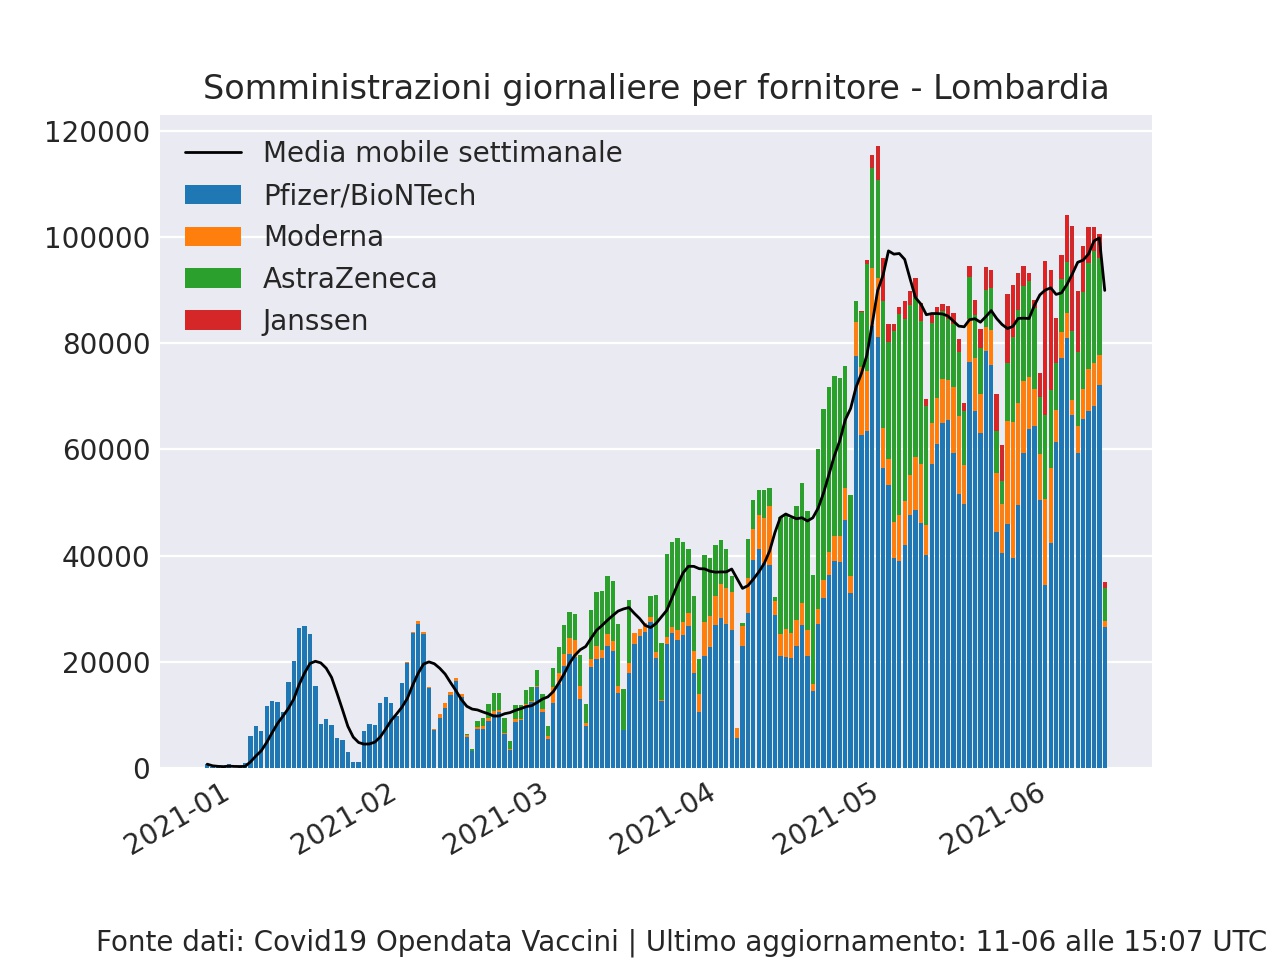 Somministrazioni giornaliere per fornitore - Lombardia
120000
100000
80000
60000
40000
20000
0
Media mobile settimanale
Pfizer/BioNTech
Moderna
AstraZeneca
Janssen
2021-01
2021-02
2021-03
2021-04
2021-05
2021-06
Fonte dati: Covid19 Opendata Vaccini | Ultimo aggiornamento: 11-06 alle 15:07 UTC